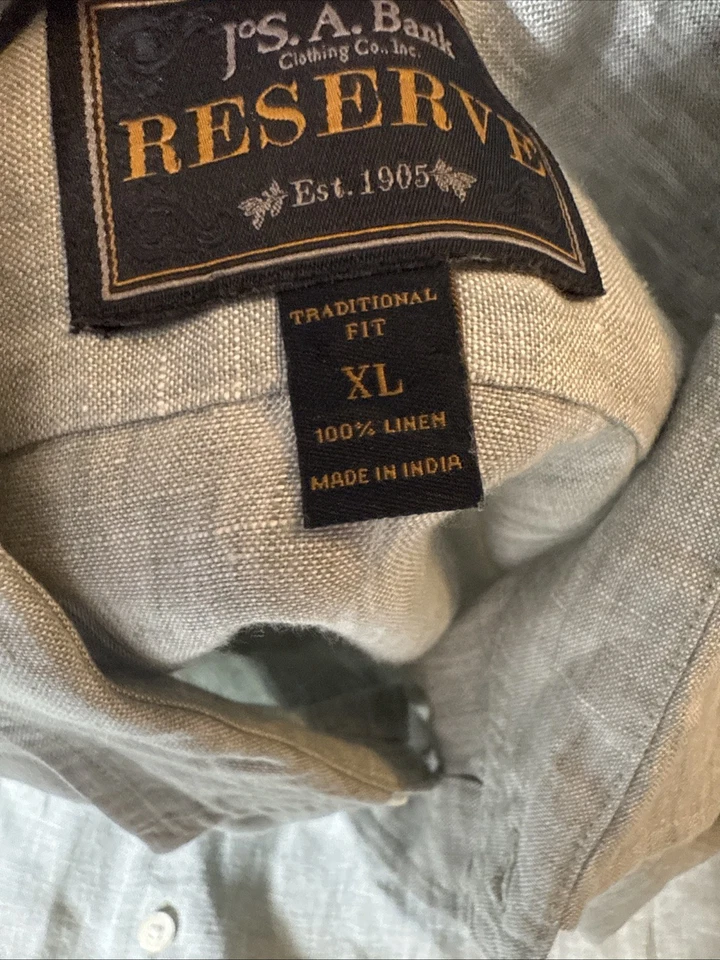 JoS. A. Bank
Clothing Co., Inc.
RESERVE
Est. 1905
TRADITIONAL
FIT
XL
100% LINEN
MADE IN INDIA